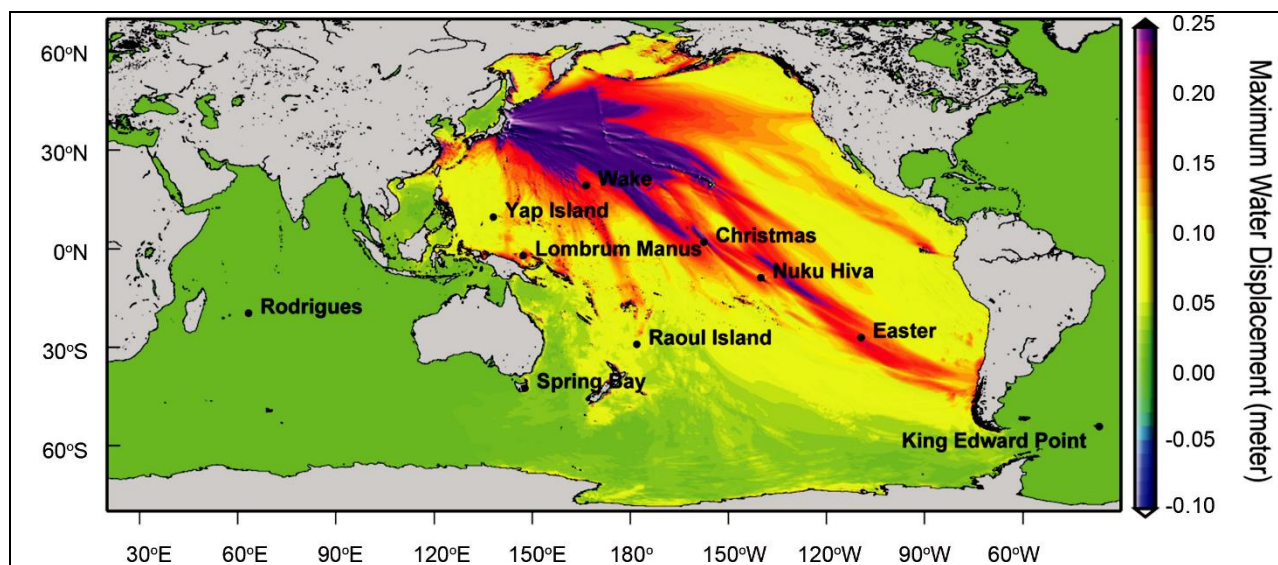 60°N
30°N
0°N
30°S
60°S
Wake
Yap Island
Lombrum Manus
Christmas
Nuku Hiva
Rodrigues
Raoul Island
Easter
Spring Bay
King Edward Point
30°E
60°E
90°E
120E
150°E
180°
150°W
120°W
90°W
60°W
0.25
0.20
0.15
0.10
0.05
0.00
-0.05
-0.10
Maximum Water Displacement (meter)